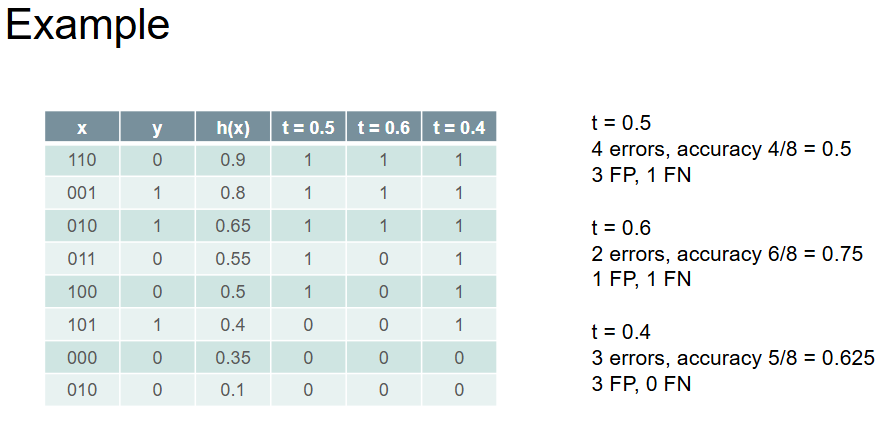 Example
x y h(x) t = 0.5 t = 0.6 t = 0.4
110 0 0.9 1 1 1
001 1 0.8 1 1 1
010 1 0.65 1 1 1
011 0 0.55 1 0 1
100 0 0.5 1 0 1
101 1 0.4 0 0 1
000 0 0.35 0 0 0
010 0 0.1 0 0 0
t = 0.5
4 errors, accuracy 4/8 = 0.5
3 FP, 1 FN
t = 0.6
2 errors, accuracy 6/8 = 0.75
1 FP, 1 FN
t = 0.4
3 errors, accuracy 5/8 = 0.625
3 FP, 0 FN